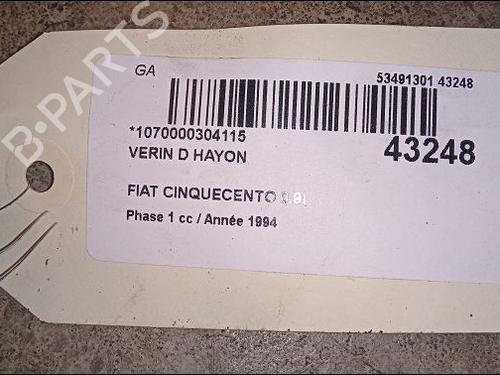 B-PARTS
GA
53491301 43248
*1070000304115
43248
VERIN D HAYON
FIAT CINQUECENTO
Phase 1 cc / Année 1994